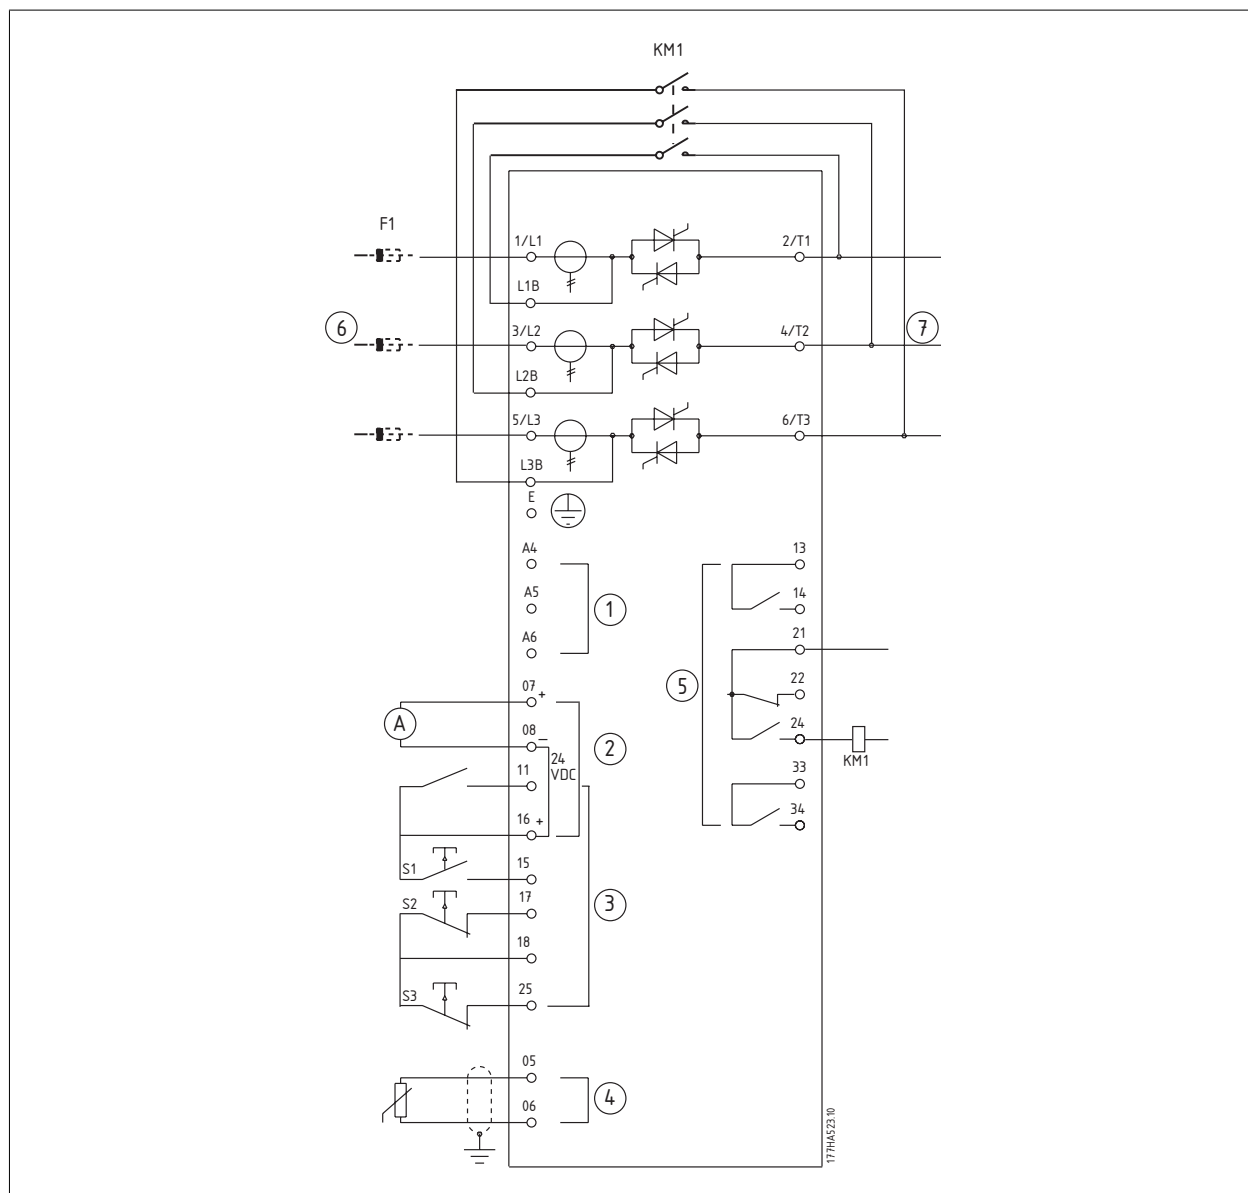 KM1
F1
1/L1
2/T1
L1B
6
3/L2
4/T2
7
L2B
5/L3
6/T3
L3B
E
A4
13
A5
1
14
A6
21
07 +
5
22
A
08 –
2
24
24
VDC
KM1
11
33
16 +
34
S1
15
S2
17
3
18
S3
25
05
4
06
177HA523.10